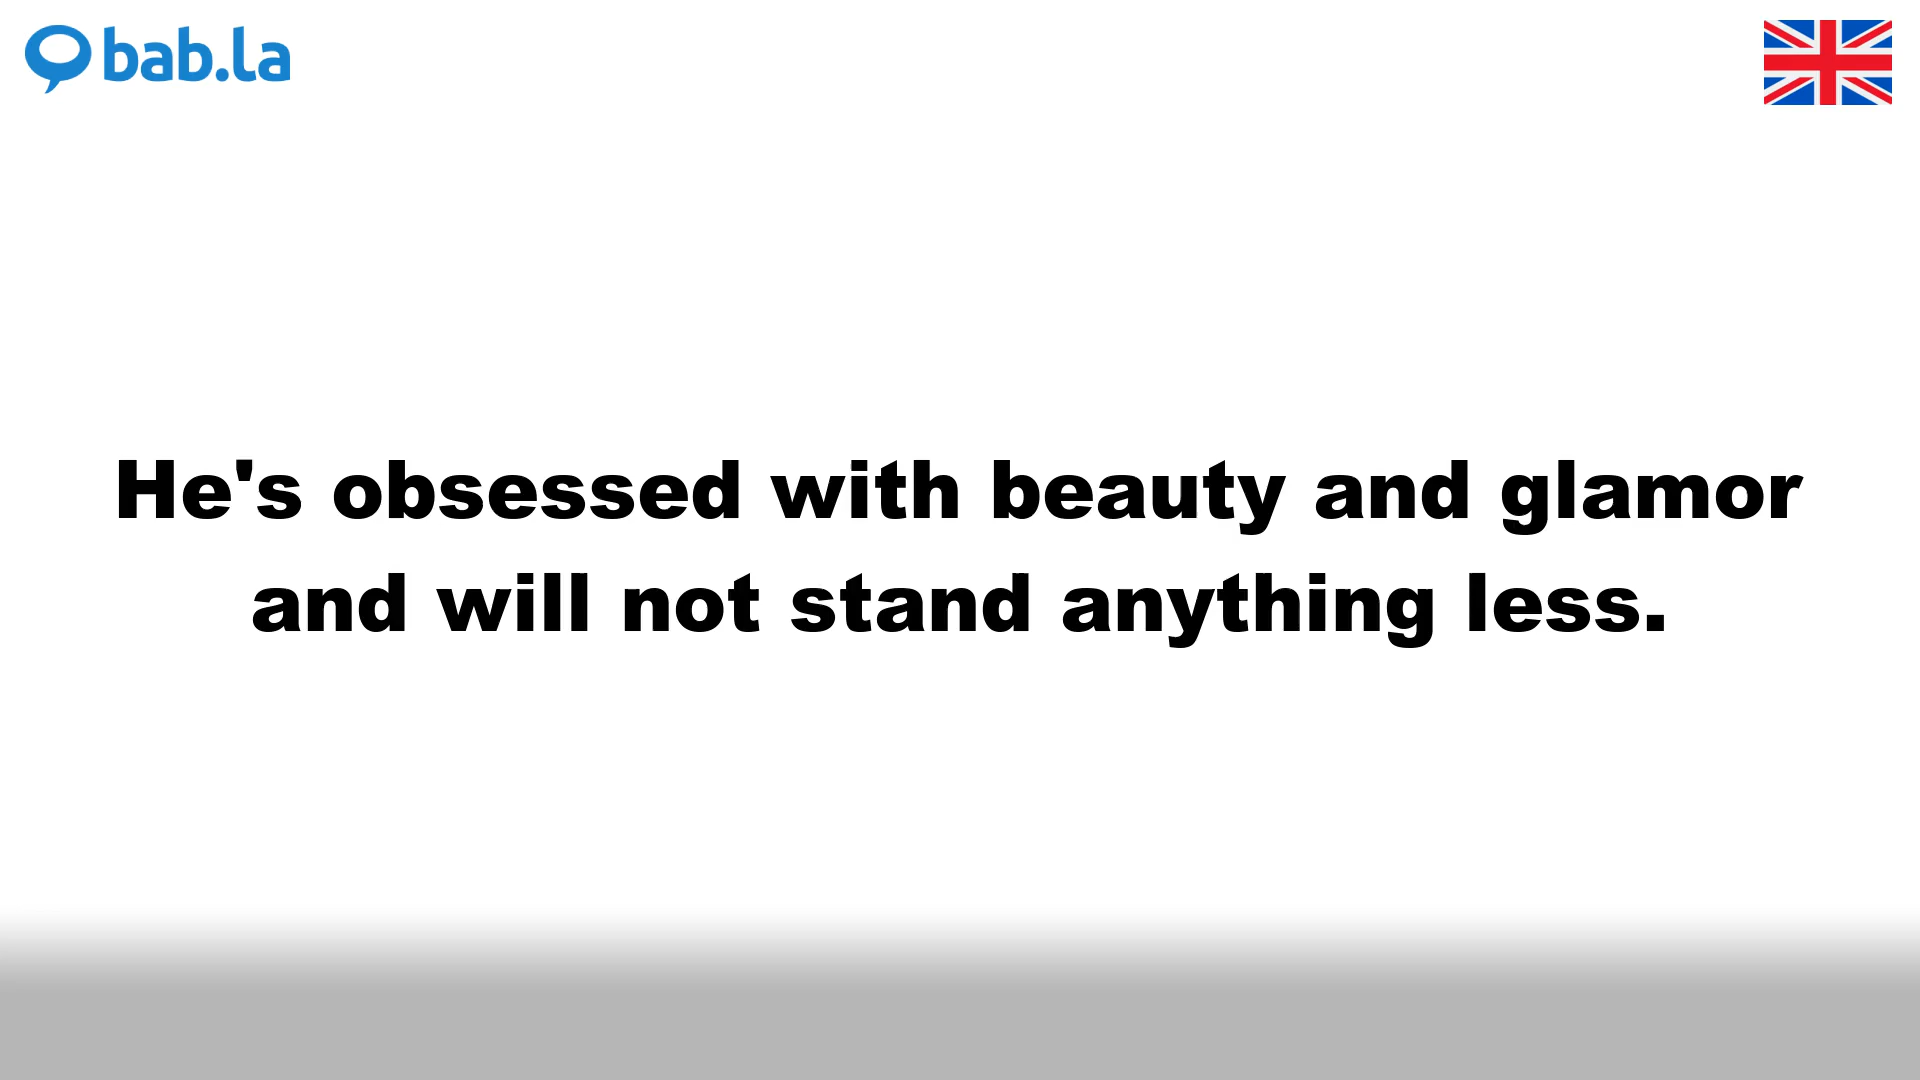 bab.la
He's obsessed with beauty and glamor
and will not stand anything less.